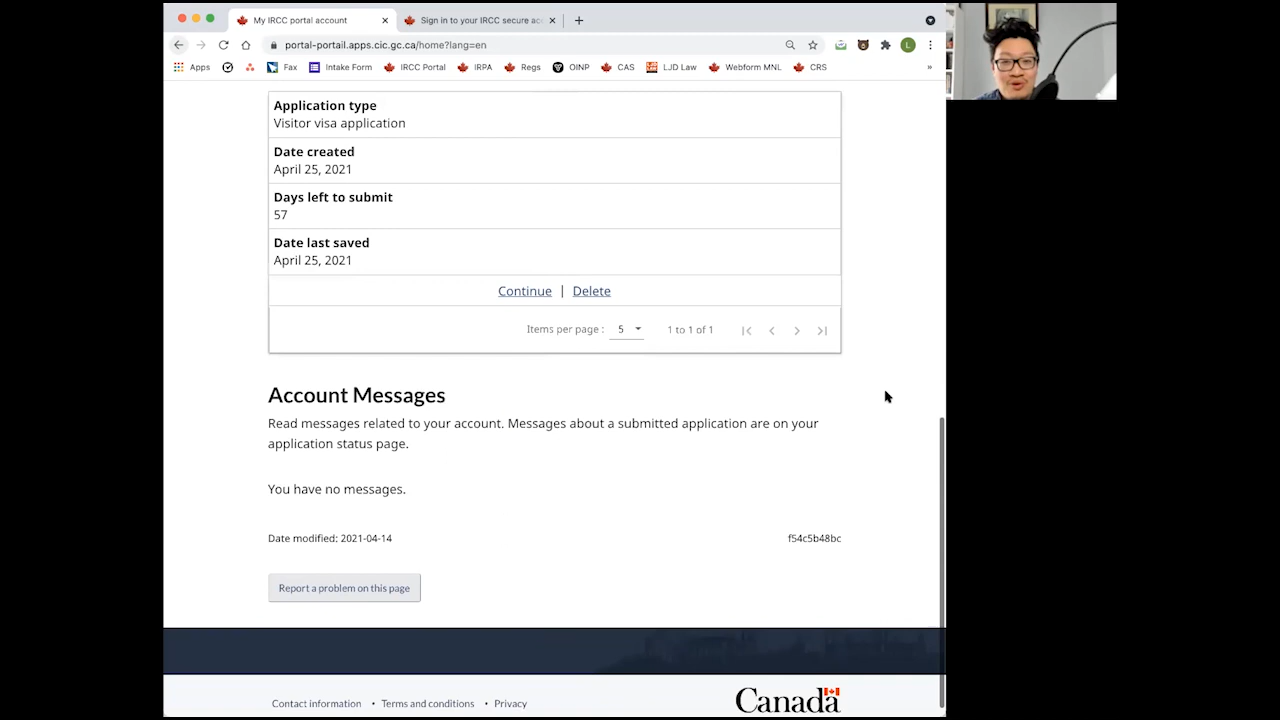 My IRCC portal account
Sign in to your IRCC secure acc
portal-portail.apps.cic.gc.ca/home?lang=en
L
Apps
Fax
Intake Form
IRCC Portal
IRPA
Regs
OINP
CAS
LJD Law
Webform MNL
CRS
»
Application type
Visitor visa application
Date created
April 25, 2021
Days left to submit
57
Date last saved
April 25, 2021
Continue | Delete
Items per page : 5 1 to 1 of 1
Account Messages
Read messages related to your account. Messages about a submitted application are on your
application status page.
You have no messages.
Date modified: 2021-04-14 f54c5b48bc
Report a problem on this page
Contact information • Terms and conditions • Privacy
Canada